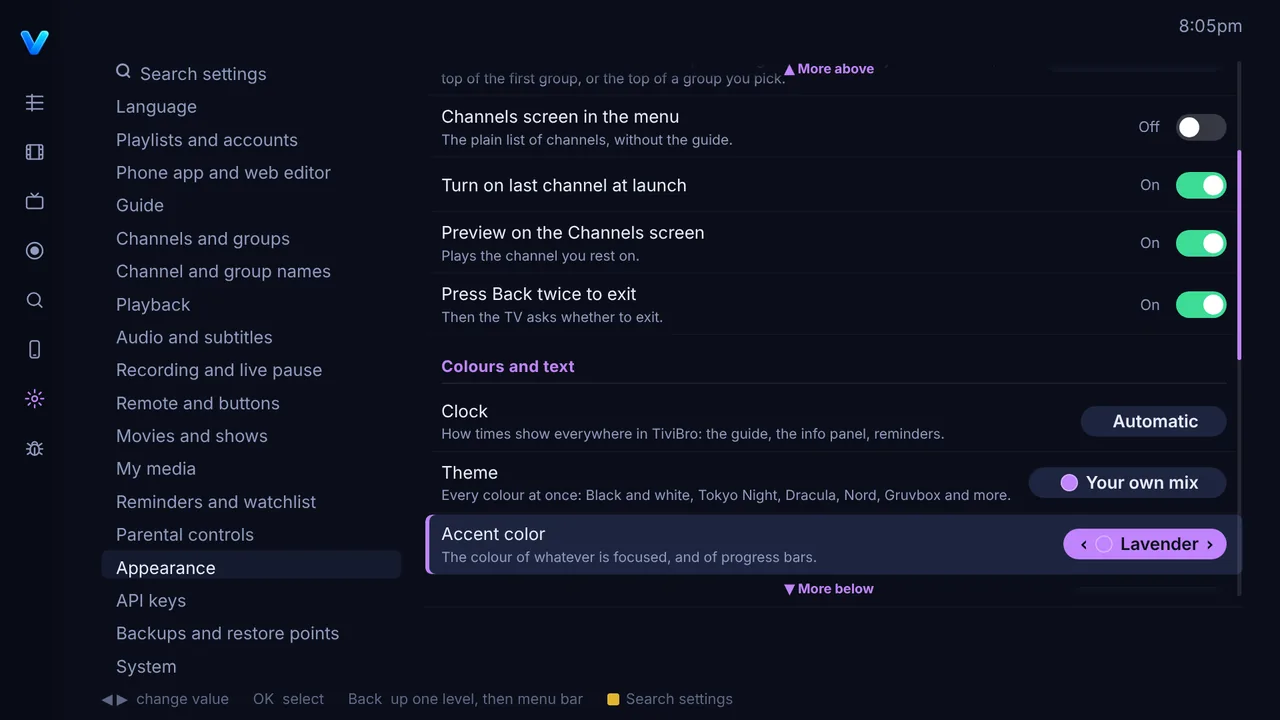 8:05pm
Search settings
Language
Playlists and accounts
Phone app and web editor
Guide
Channels and groups
Channel and group names
Playback
Audio and subtitles
Recording and live pause
Remote and buttons
Movies and shows
My media
Reminders and watchlist
Parental controls
Appearance
API keys
Backups and restore points
System
▲ More above
top of the first group, or the top of a group you pick.
Channels screen in the menu
The plain list of channels, without the guide.
Off
Turn on last channel at launch
On
Preview on the Channels screen
Plays the channel you rest on.
On
Press Back twice to exit
Then the TV asks whether to exit.
On
Colours and text
Clock
How times show everywhere in TiviBro: the guide, the info panel, reminders.
Automatic
Theme
Every colour at once: Black and white, Tokyo Night, Dracula, Nord, Gruvbox and more.
Your own mix
Accent color
The colour of whatever is focused, and of progress bars.
‹ Lavender ›
▼ More below
◀▶ change value OK select Back up one level, then menu bar Search settings